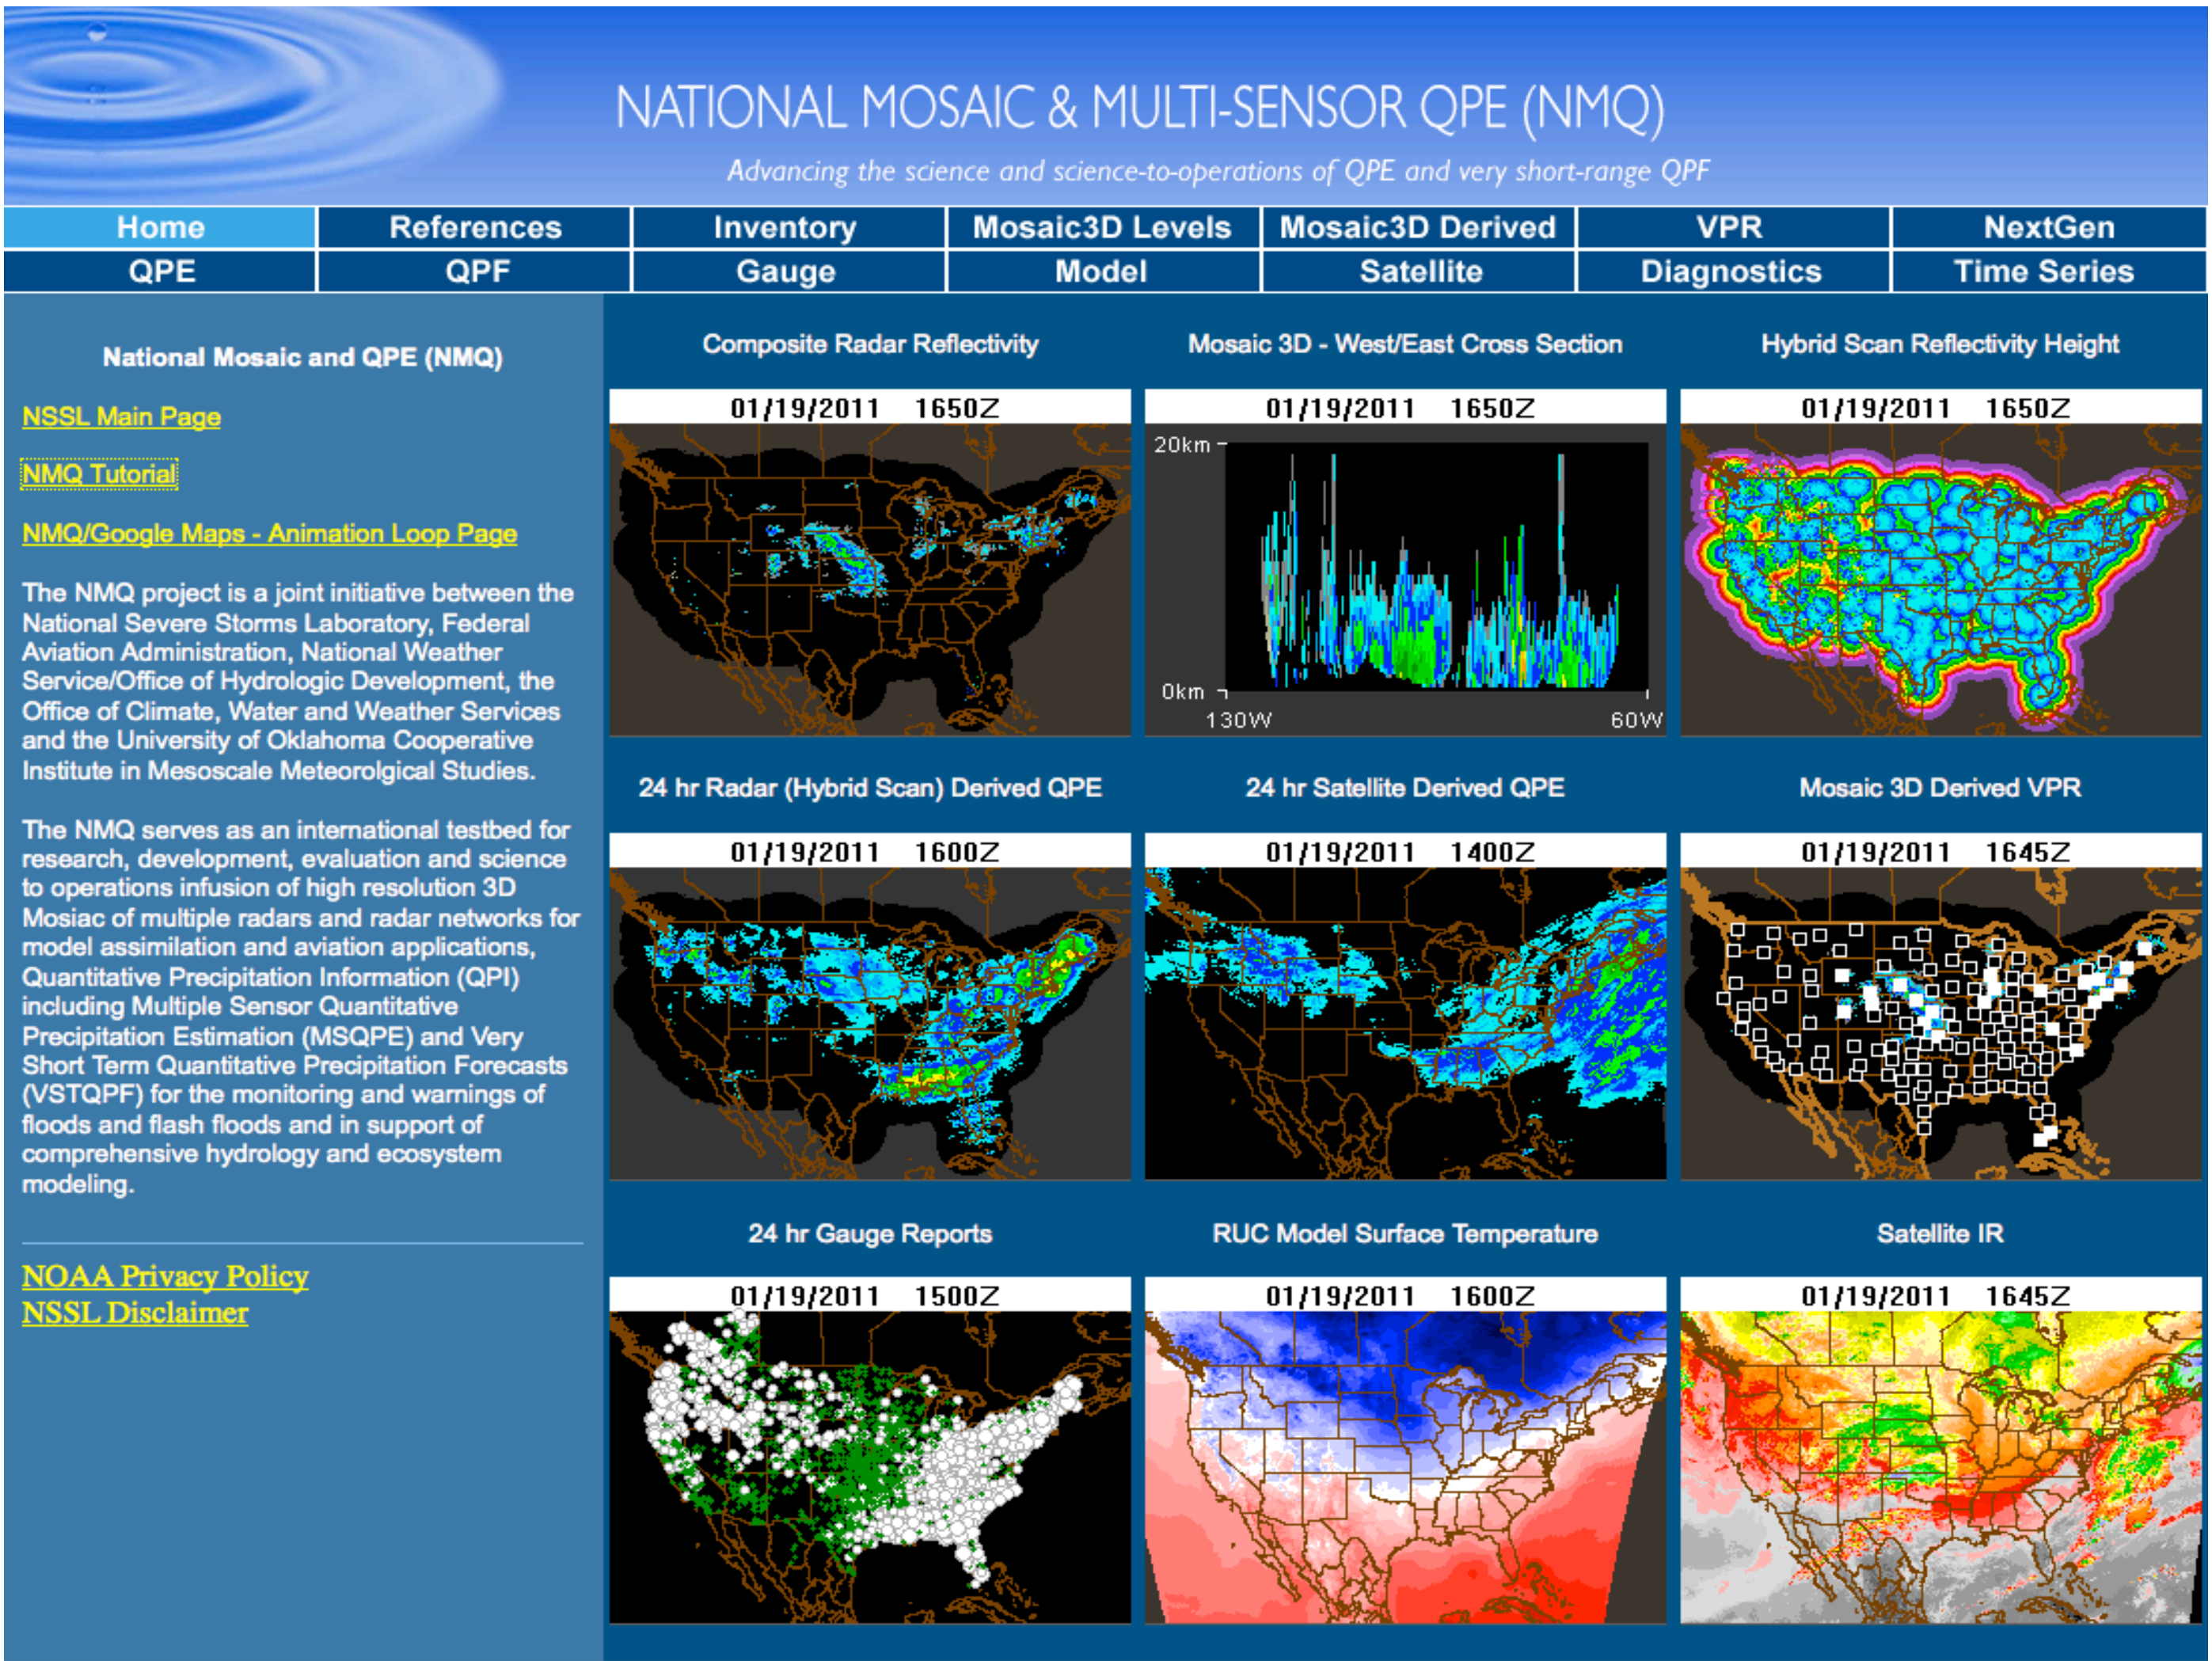 NATIONAL MOSAIC & MULTI-SENSOR QPE (NMQ)
Advancing the science and science-to-operations of QPE and very short-range QPF
Home References Inventory Mosaic3D Levels Mosaic3D Derived VPR NextGen
QPE QPF Gauge Model Satellite Diagnostics Time Series
National Mosaic and QPE (NMQ)
NSSL Main Page
NMQ Tutorial
NMQ/Google Maps - Animation Loop Page
The NMQ project is a joint initiative between the
National Severe Storms Laboratory, Federal
Aviation Administration, National Weather
Service/Office of Hydrologic Development, the
Office of Climate, Water and Weather Services
and the University of Oklahoma Cooperative
Institute in Mesoscale Meteorolgical Studies.
The NMQ serves as an international testbed for
research, development, evaluation and science
to operations infusion of high resolution 3D
Mosiac of multiple radars and radar networks for
model assimilation and aviation applications,
Quantitative Precipitation Information (QPI)
including Multiple Sensor Quantitative
Precipitation Estimation (MSQPE) and Very
Short Term Quantitative Precipitation Forecasts
(VSTQPF) for the monitoring and warnings of
floods and flash floods and in support of
comprehensive hydrology and ecosystem
modeling.
NOAA Privacy Policy
NSSL Disclaimer
Composite Radar Reflectivity
01/19/2011 1650Z
Mosaic 3D - West/East Cross Section
01/19/2011 1650Z
20km
0km
130W 60W
Hybrid Scan Reflectivity Height
01/19/2011 1650Z
24 hr Radar (Hybrid Scan) Derived QPE
01/19/2011 1600Z
24 hr Satellite Derived QPE
01/19/2011 1400Z
Mosaic 3D Derived VPR
01/19/2011 1645Z
24 hr Gauge Reports
01/19/2011 1500Z
RUC Model Surface Temperature
01/19/2011 1600Z
Satellite IR
01/19/2011 1645Z